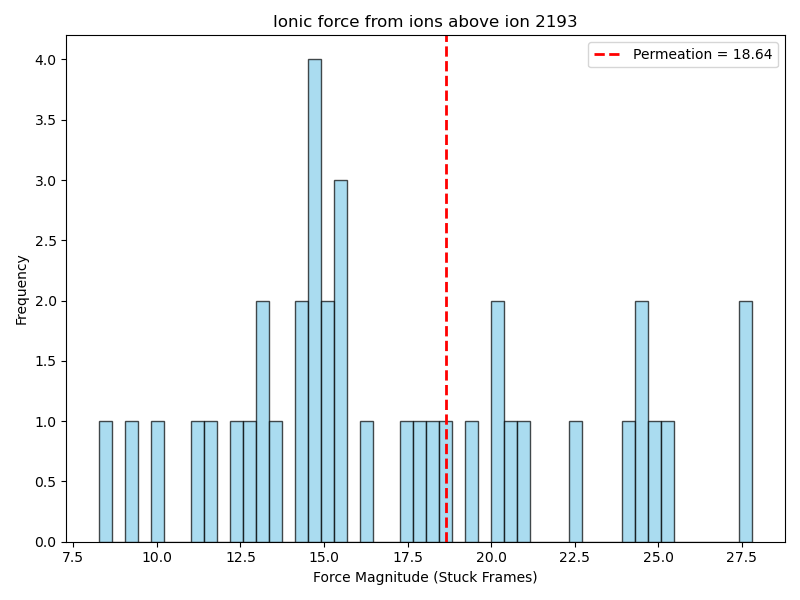 Ionic force from ions above ion 2193
Permeation = 18.64
4.0
3.5
3.0
2.5
2.0
1.5
1.0
0.5
0.0
Frequency
7.5 10.0 12.5 15.0 17.5 20.0 22.5 25.0 27.5
Force Magnitude (Stuck Frames)